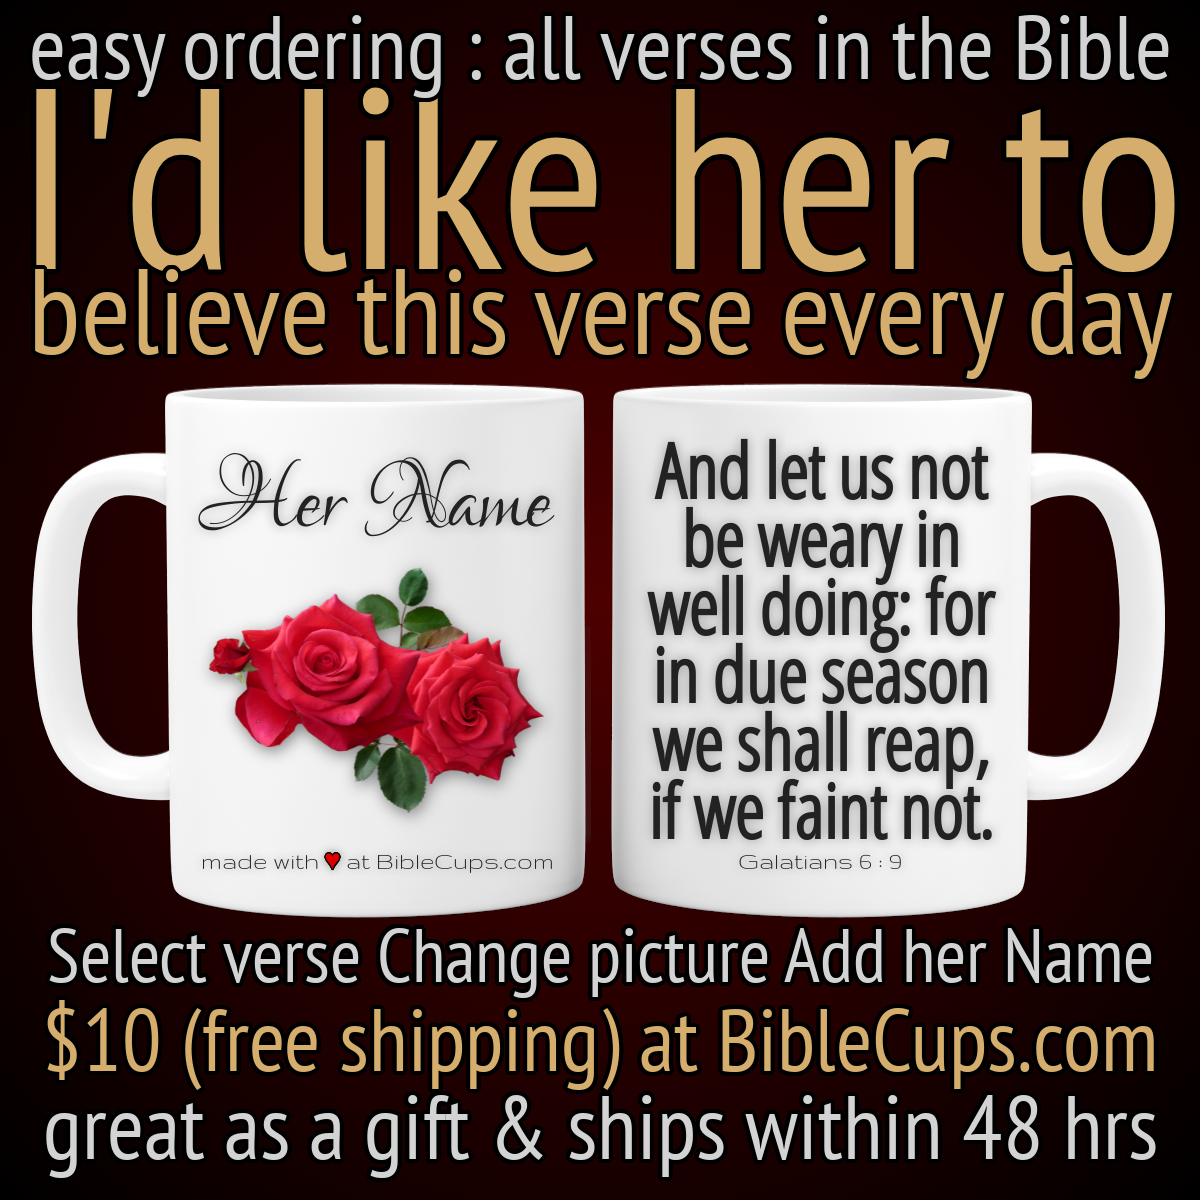 easy ordering : all verses in the Bible
I'd like her to
believe this verse every day
Her Name
made with ♥ at BibleCups.com
And let us not
be weary in
well doing: for
in due season
we shall reap,
if we faint not.
Galatians 6 : 9
Select verse Change picture Add her Name
$10 (free shipping) at BibleCups.com
great as a gift & ships within 48 hrs